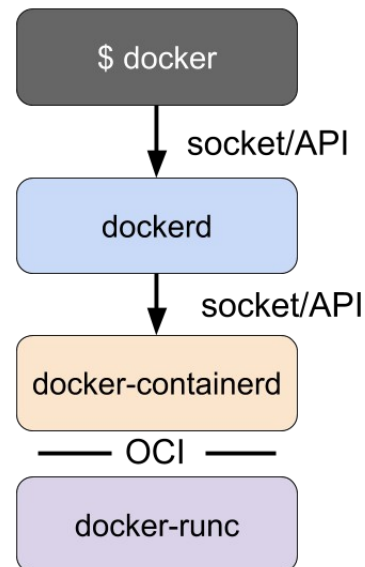 $ docker
socket/API
dockerd
socket/API
docker-containerd
OCI
docker-runc